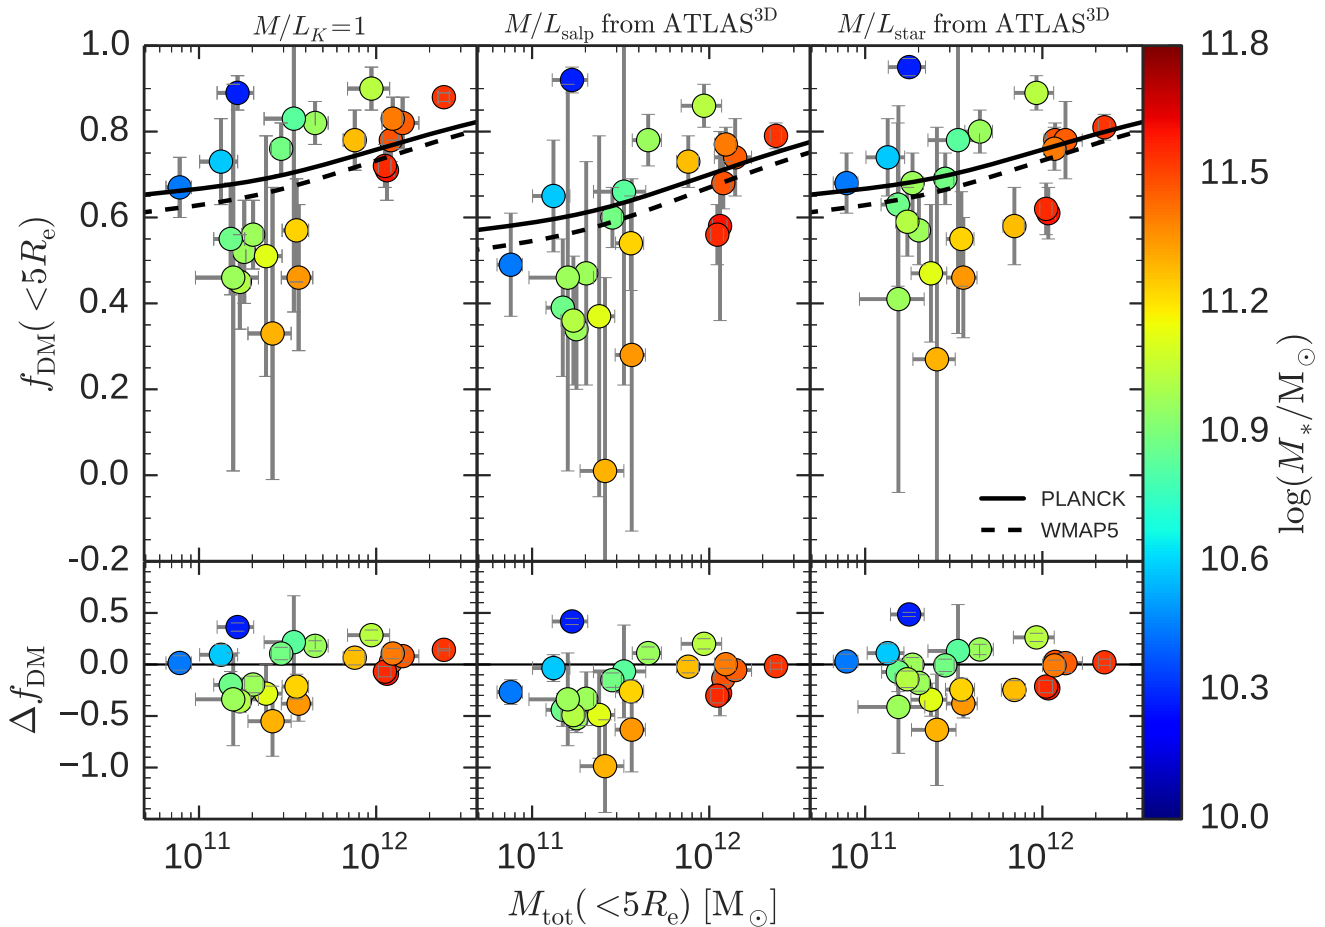 M/L_K=1
M/L_salp from ATLAS^3D
M/L_star from ATLAS^3D
f_DM(<5R_e)
1.0
0.8
0.6
0.4
0.2
0.0
-0.2
PLANCK
WMAP5
Δf_DM
0.5
0.0
−0.5
−1.0
10^11
10^12
10^11
10^12
10^11
10^12
M_tot(<5R_e) [M_⊙]
11.8
11.5
11.2
10.9
10.6
10.3
10.0
log(M_*/M_⊙)